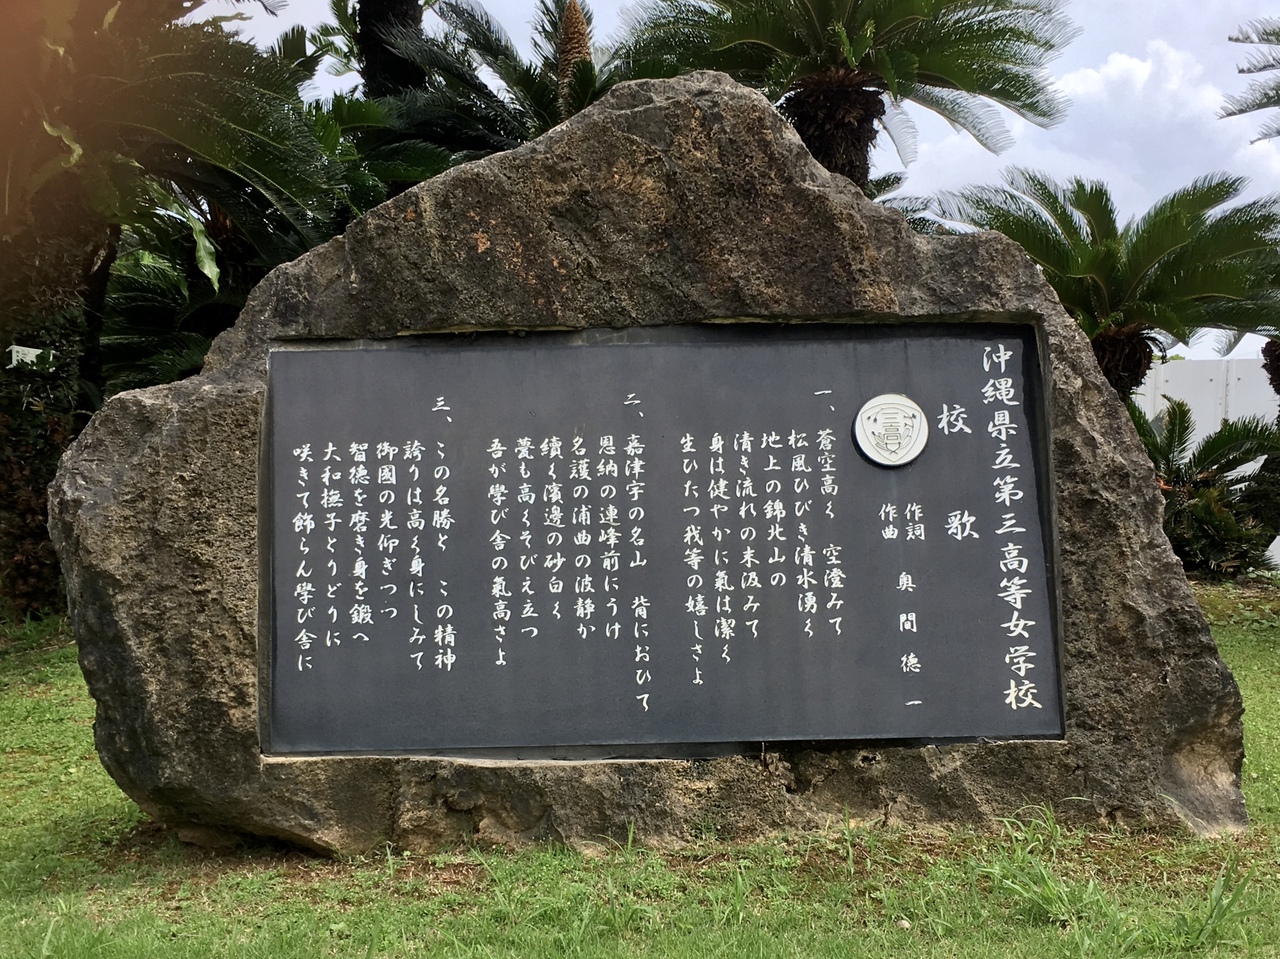 沖縄県立第三高等女学校
校歌
三高
作詞
作曲
奥間徳一
一、蒼空高く 空澄みて
松風ひびき清水湧く
地上の錦北山の
清き流れの末汲みて
身は健やかに氣は潔く
生ひたつ我等の嬉しさよ
二、嘉津宇の名山 背におひて
恩納の連峰前にうけ
名護の浦曲の波静か
續く濱邊の砂白く
甍も高くそびえ立つ
吾が學び舎の氣高さよ
三、この名勝と この精神
誇りは高く身にしみて
御國の光仰ぎつつ
智徳を磨き身を鍛へ
大和撫子とりどりに
咲きて飾らん學び舎に